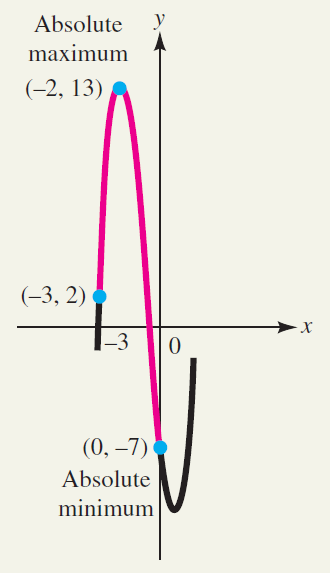 Absolute
maximum
y
(–2, 13)
(–3, 2)
x
–3
0
(0, –7)
Absolute
minimum